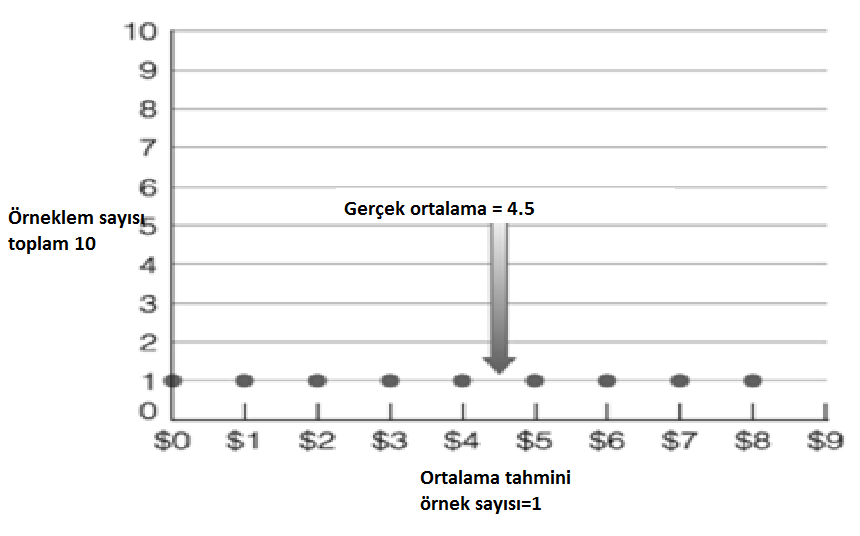 10
9
8
7
6
Gerçek ortalama = 4.5
Örneklem sayısı
5
toplam 10
4
3
2
1
0
$0 $1 $2 $3 $4 $5 $6 $7 $8 $9
Ortalama tahmini
örnek sayısı=1